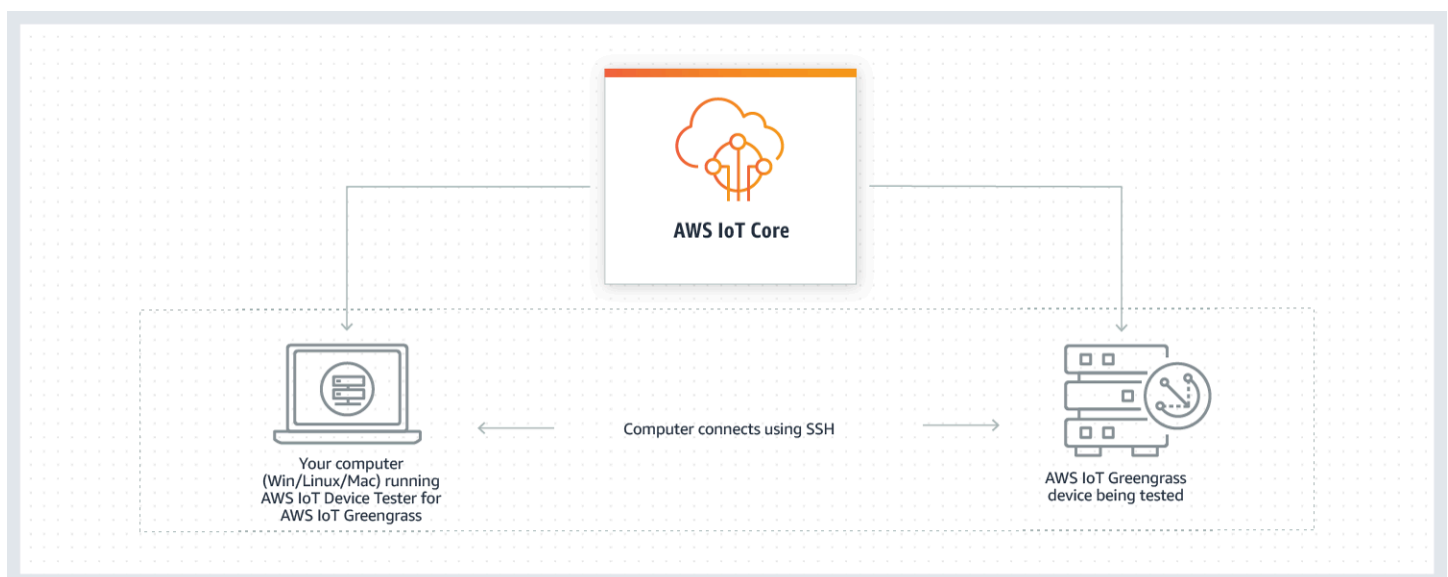 AWS IoT Core
Computer connects using SSH
Your computer
(Win/Linux/Mac) running
AWS IoT Device Tester for
AWS IoT Greengrass
AWS IoT Greengrass
device being tested